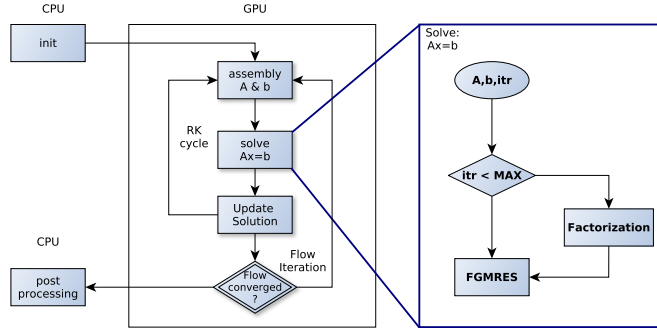 CPU
GPU
init
assembly
A & b
RK
cycle
solve
Ax=b
Update
Solution
Flow
Iteration
Flow
converged
?
CPU
post
processing
Solve:
Ax=b
A,b,itr
itr < MAX
Factorization
FGMRES